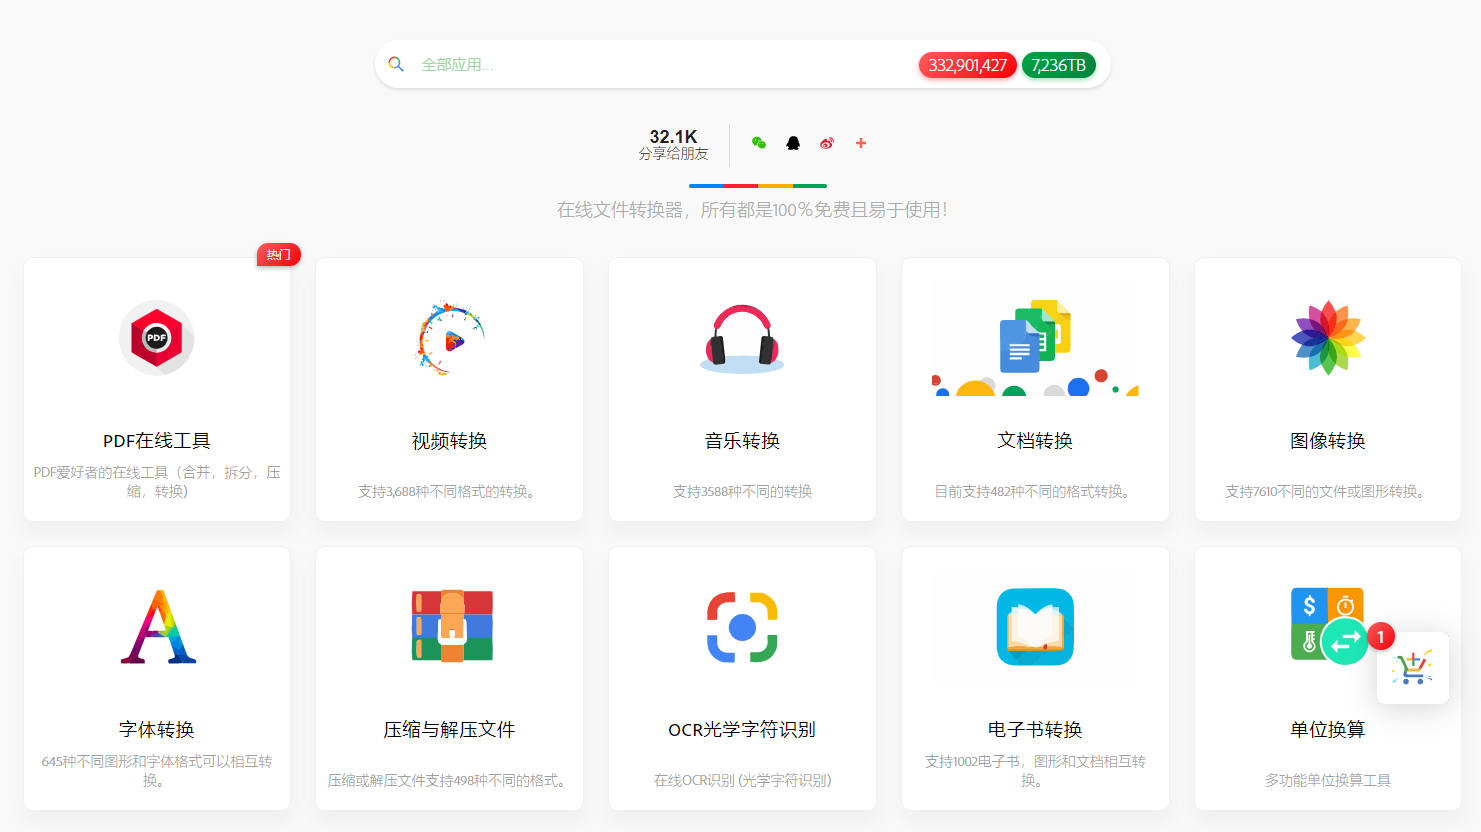 全部应用...
332,901,427
7,236TB
32.1K
分享给朋友
在线文件转换器，所有都是100%免费且易于使用！
热门
PDF
PDF在线工具
PDF爱好者的在线工具（合并，拆分，压
缩，转换)
视频转换
支持3,688种不同格式的转换。
音乐转换
支持3588种不同的转换
文档转换
目前支持482种不同的格式转换。
图像转换
支持7610不同的文件或图形转换。
A
字体转换
645种不同图形和字体格式可以相互转
换。
压缩与解压文件
压缩或解压文件支持498种不同的格式。
OCR光学字符识别
在线OCR识别 (光学字符识别)
电子书转换
支持1002电子书，图形和文档相互转
换。
$
单位换算
多功能单位换算工具
1